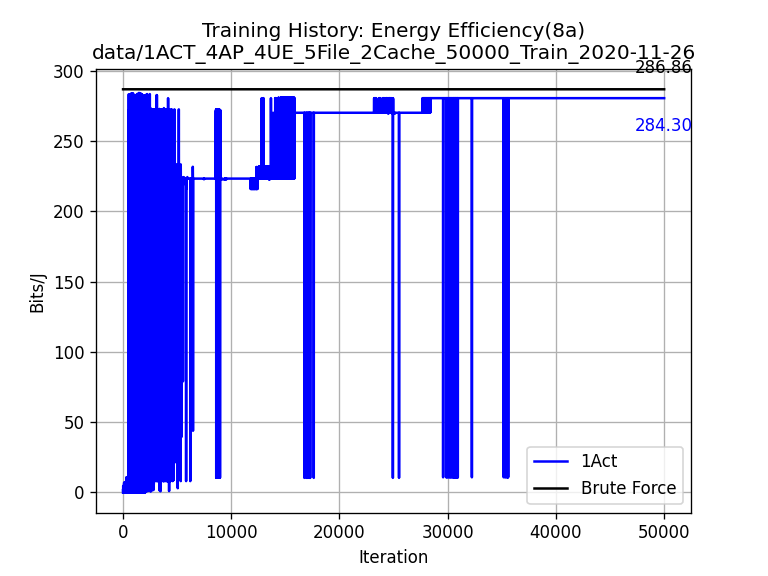 Training History: Energy Efficiency(8a)
data/1ACT_4AP_4UE_5File_2Cache_50000_Train_2020-11-26
286.86
300
284.30
250
200
150
100
50
0
Bits/J
1Act
Brute Force
0 10000 20000 30000 40000 50000
Iteration